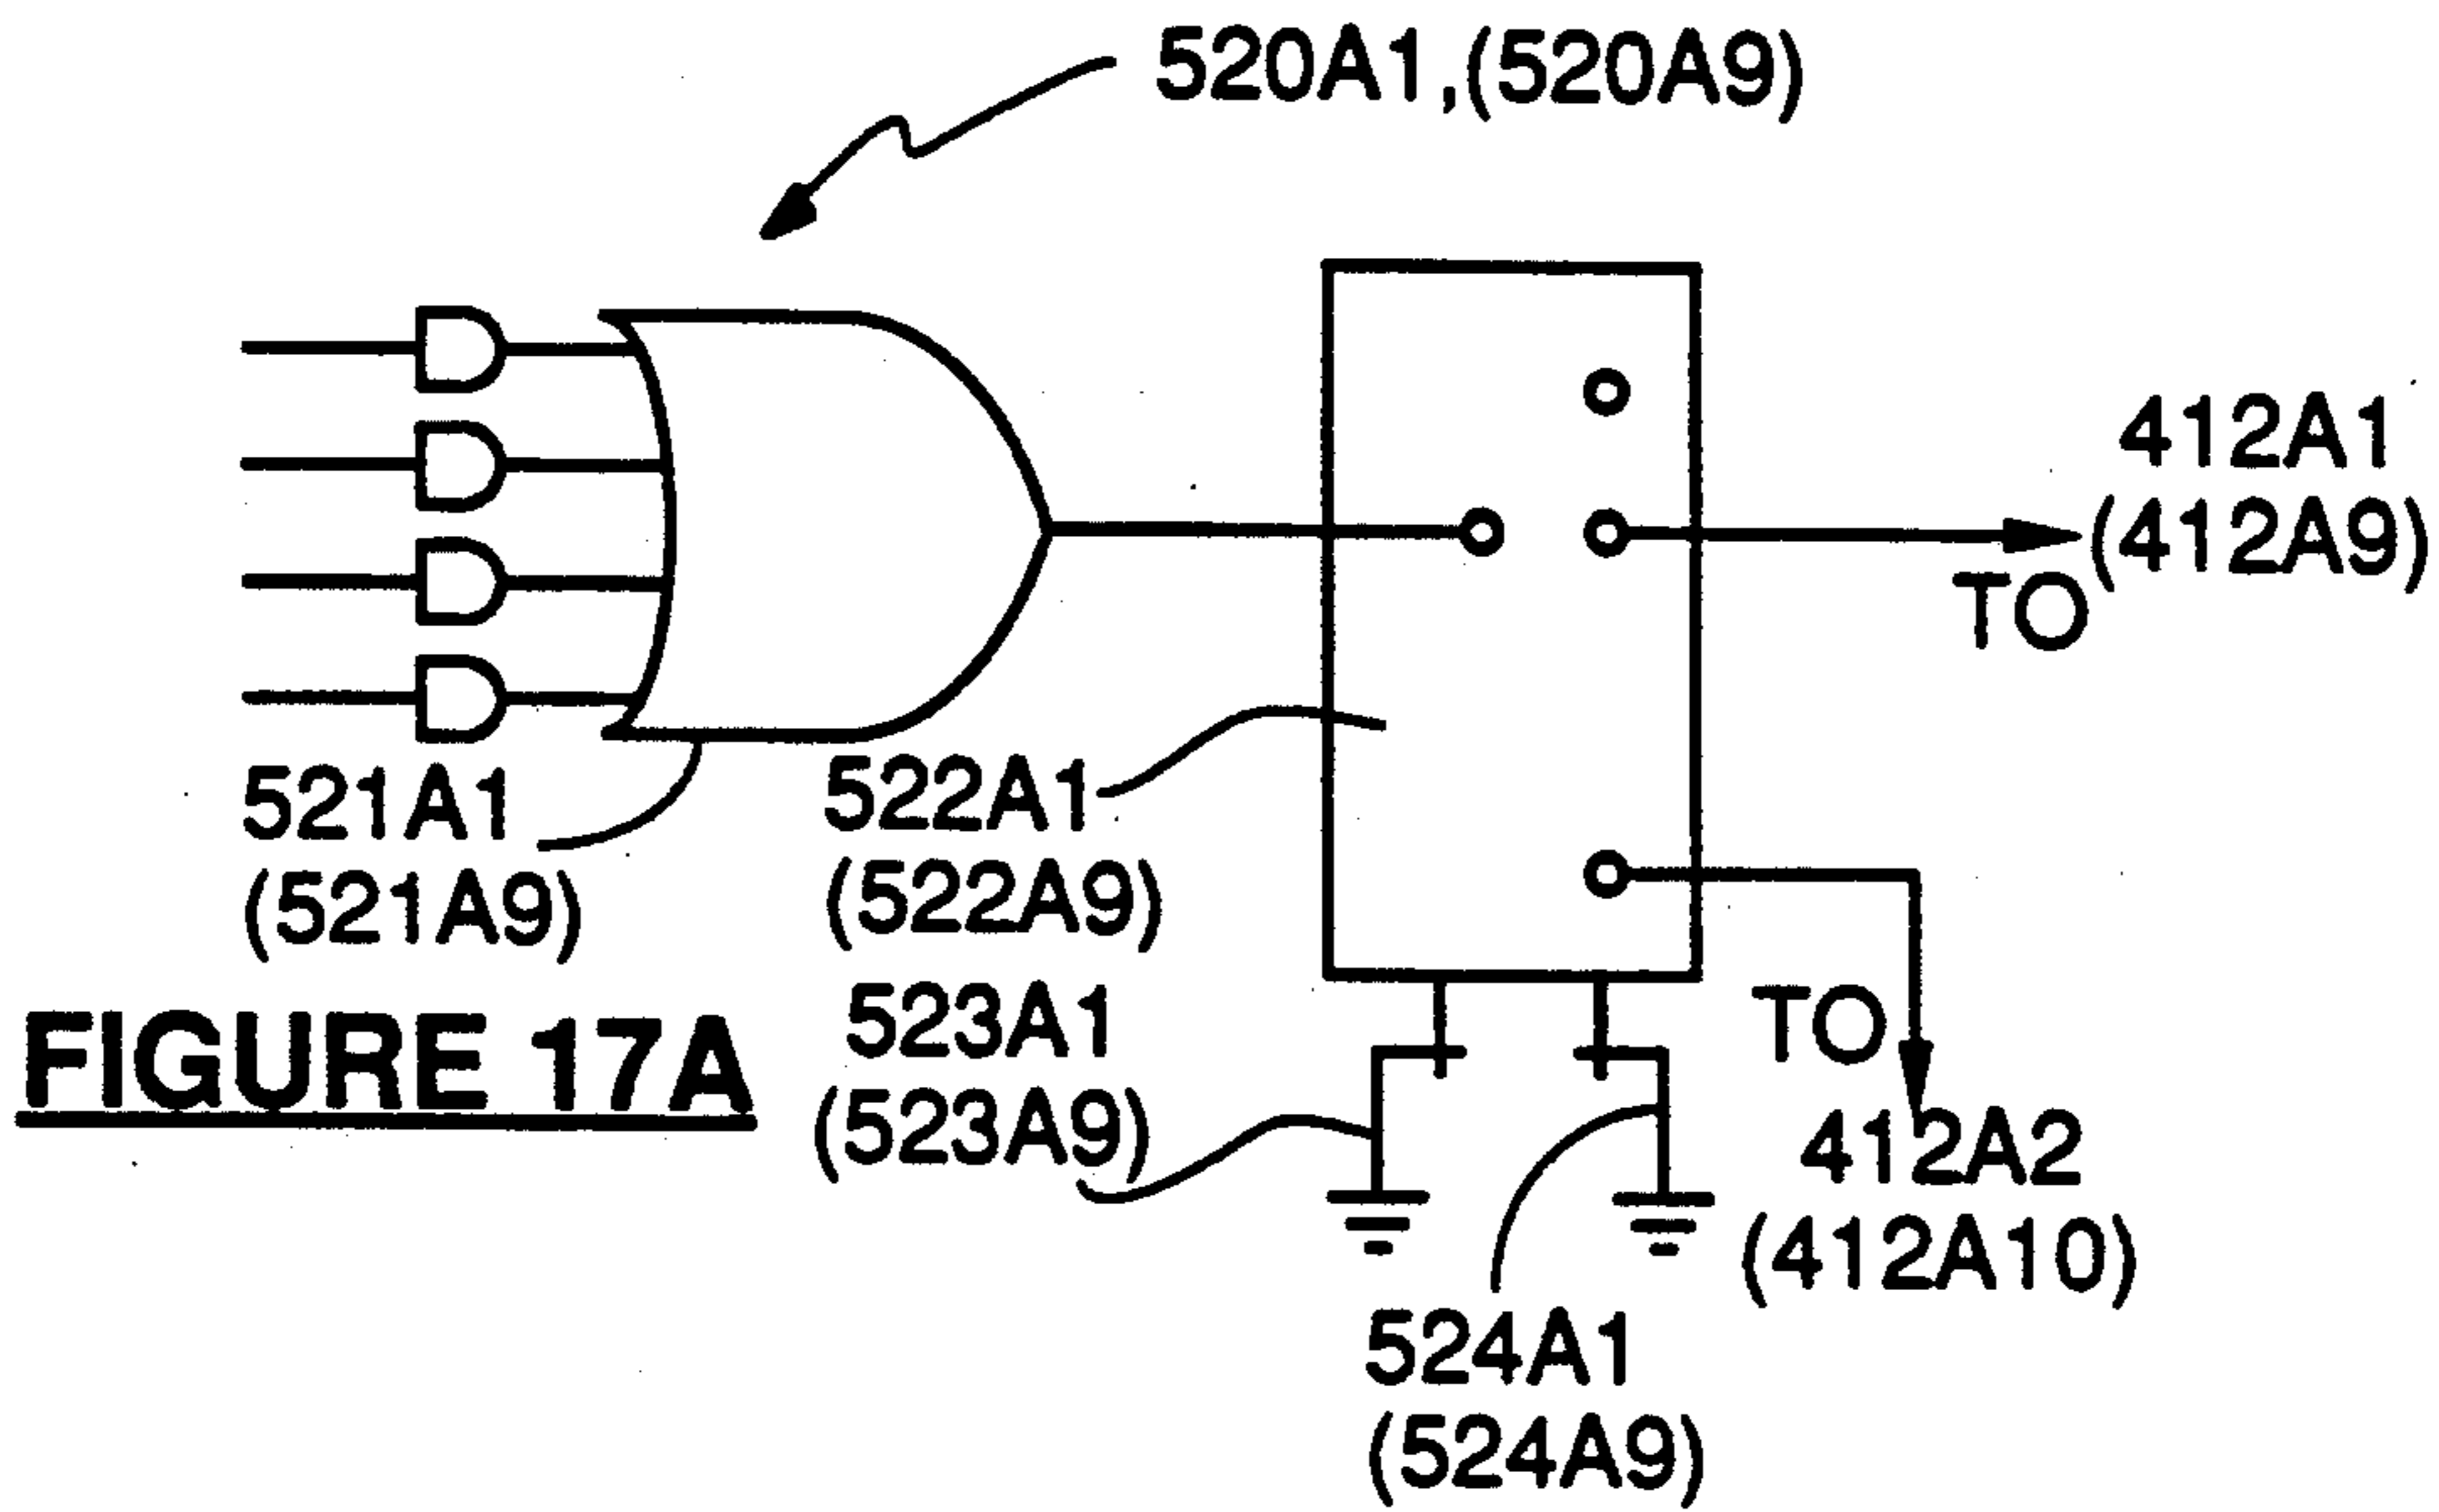 520A1,(520A9)
412A1
(412A9)
TO
521A1
(521A9)
522A1
(522A9)
523A1
(523A9)
TO
412A2
(412A10)
524A1
(524A9)
FIGURE 17A